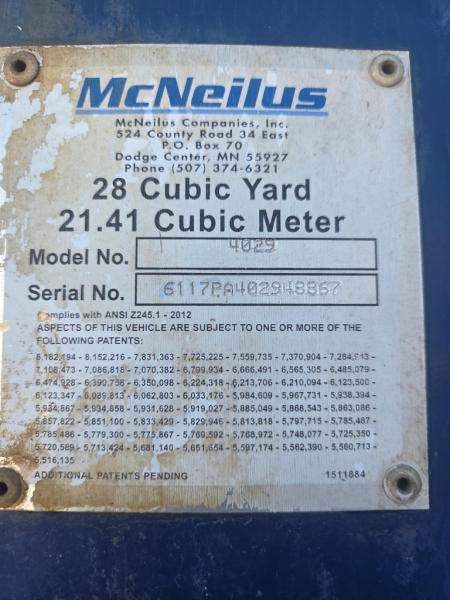 McNeilus
McNeilus Companies, Inc.
524 County Road 34 East
P.O. Box 70
Dodge Center, MN 55927
Phone (507) 374-6321
28 Cubic Yard
21.41 Cubic Meter
Model No. 4029
Serial No. 6117PA402948867
Complies with ANSI Z245.1 - 2012
ASPECTS OF THIS VEHICLE ARE SUBJECT TO ONE OR MORE OF THE
FOLLOWING PATENTS:
8,182,194 - 8,152,216 - 7,831,363 - 7,725,225 - 7,559,735 - 7,370,904 - 7,284,943
7,108,473 - 7,086,818 - 7,070,382 - 6,799,934 - 6,666,491 - 6,565,305 - 6,485,079
6,474,928 - 6,390,758 - 6,350,098 - 6,224,318 - 6,213,706 - 6,210,094 - 6,123,500
6,123,347 - 6,089,813 - 6,062,803 - 6,033,176 - 5,984,609 - 5,967,731 - 5,938,394
5,934,867 - 5,934,858 - 5,931,628 - 5,919,027 - 5,885,049 - 5,868,543 - 5,863,086
5,857,822 - 5,851,100 - 5,833,429 - 5,829,946 - 5,813,818 - 5,797,715 - 5,785,487
5,785,486 - 5,779,300 - 5,775,867 - 5,769,592 - 5,768,972 - 5,748,077 - 5,725,350
5,720,589 - 5,713,424 - 5,681,140 - 5,651,654 - 5,597,174 - 5,562,390 - 5,560,713
5,516,135
ADDITIONAL PATENTS PENDING 1511884